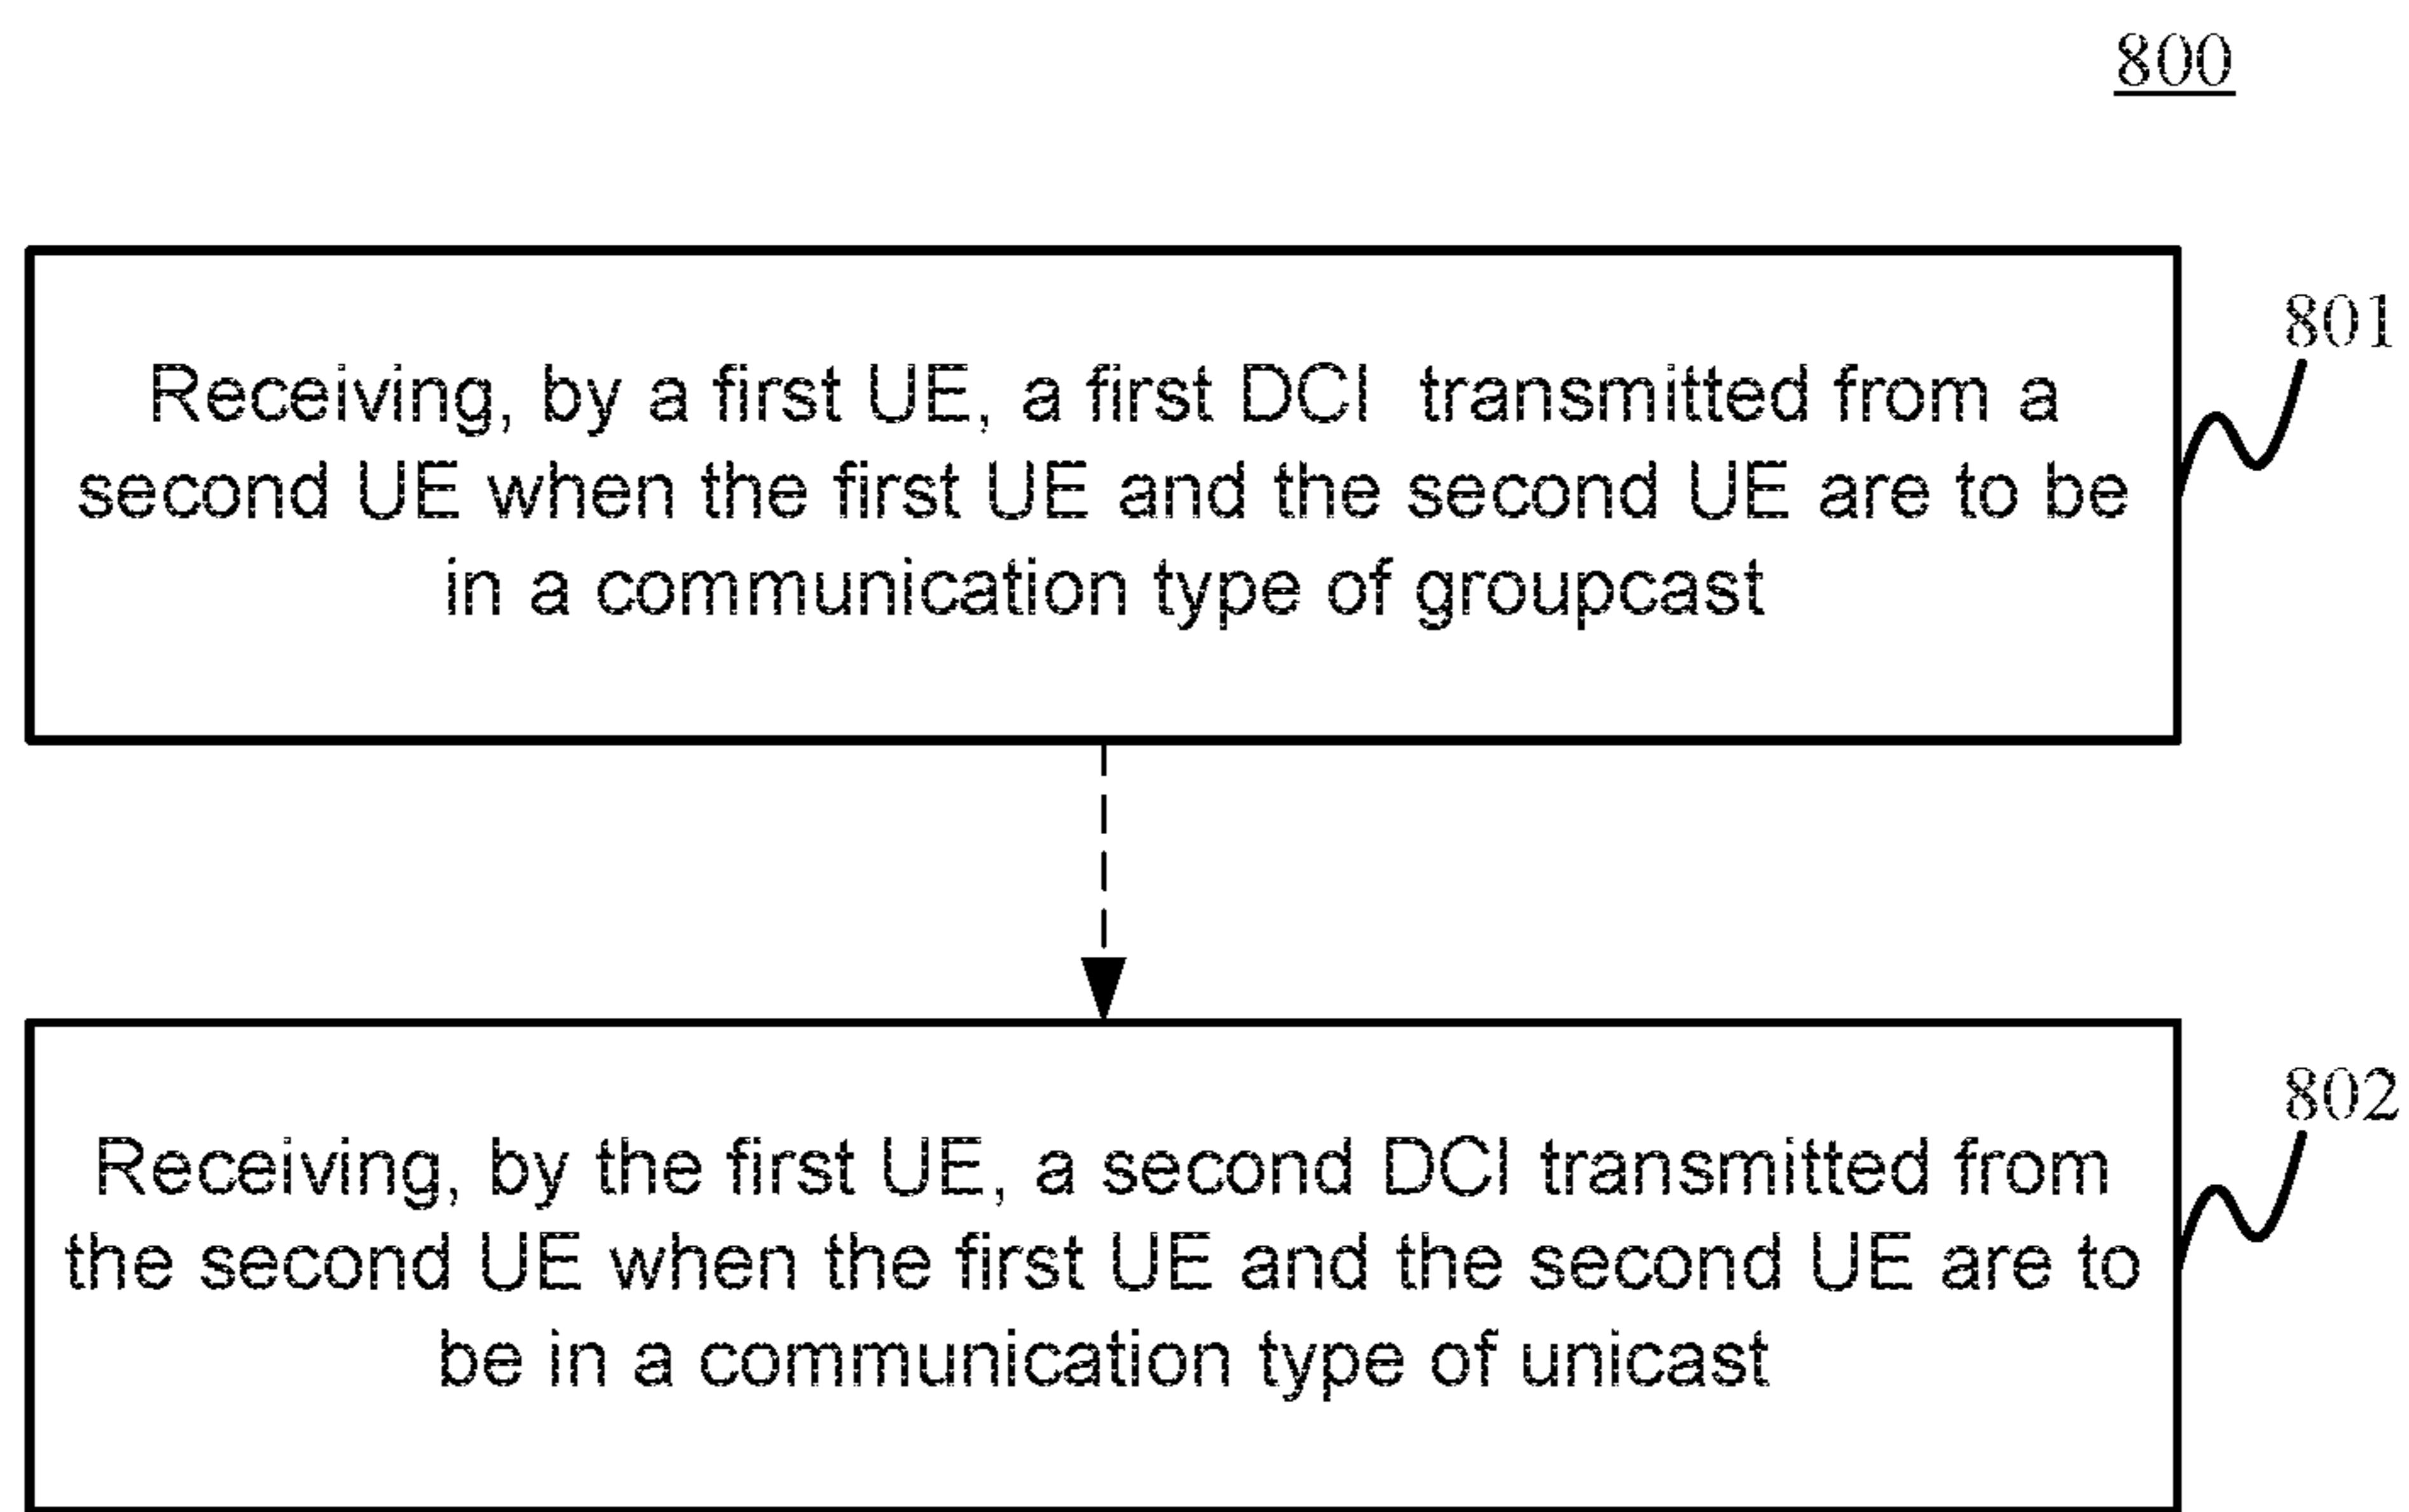 800
801
Receiving, by a first UE, a first DCI transmitted from a
second UE when the first UE and the second UE are to be
in a communication type of groupcast
802
Receiving, by the first UE, a second DCI transmitted from
the second UE when the first UE and the second UE are to
be in a communication type of unicast